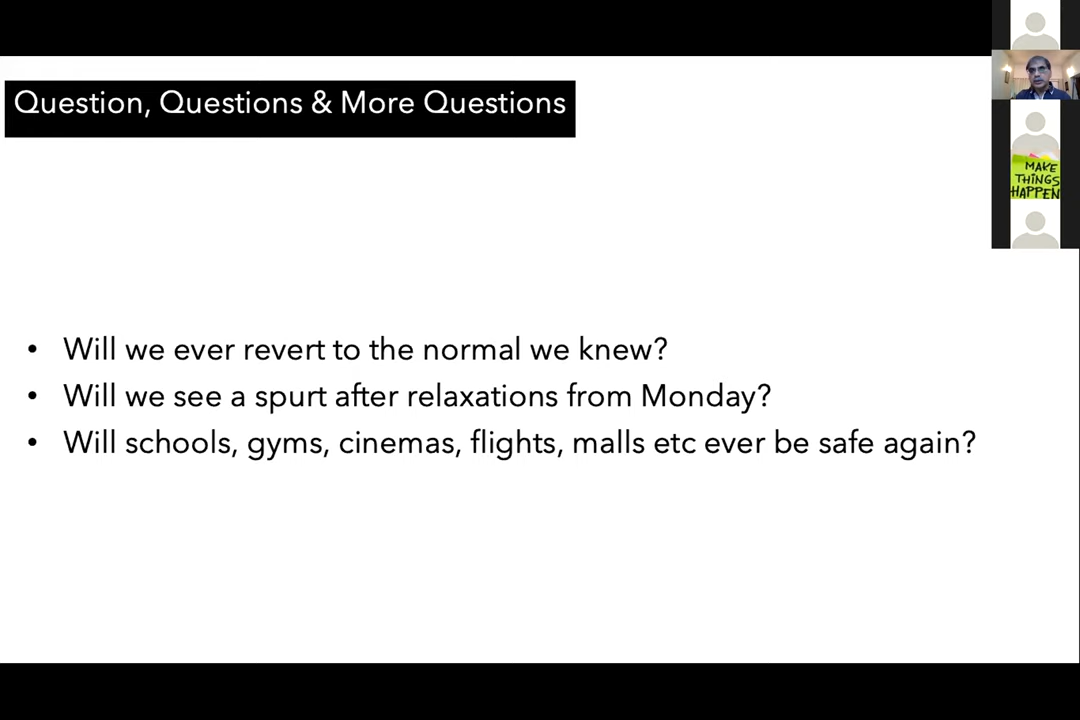 Question, Questions & More Questions
MAKE
THINGS
HAPPEN
• Will we ever revert to the normal we knew?
• Will we see a spurt after relaxations from Monday?
• Will schools, gyms, cinemas, flights, malls etc ever be safe again?